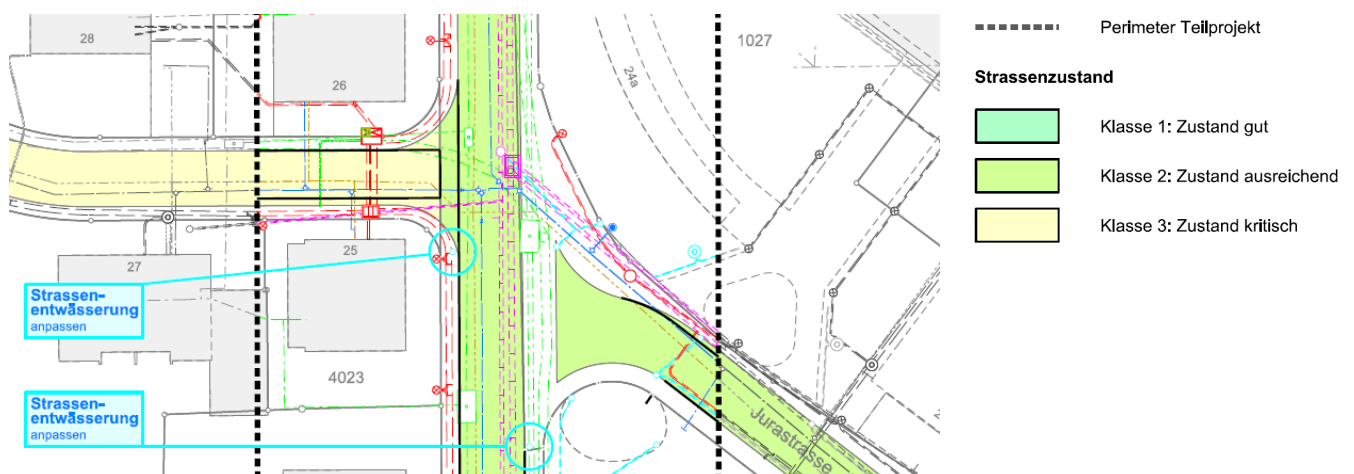 28
26
24a
1027
27
25
Strassen-
entwässerung
anpassen
4023
Strassen-
entwässerung
anpassen
Jurastrasse
Perimeter Teilprojekt
Strassenzustand
Klasse 1: Zustand gut
Klasse 2: Zustand ausreichend
Klasse 3: Zustand kritisch